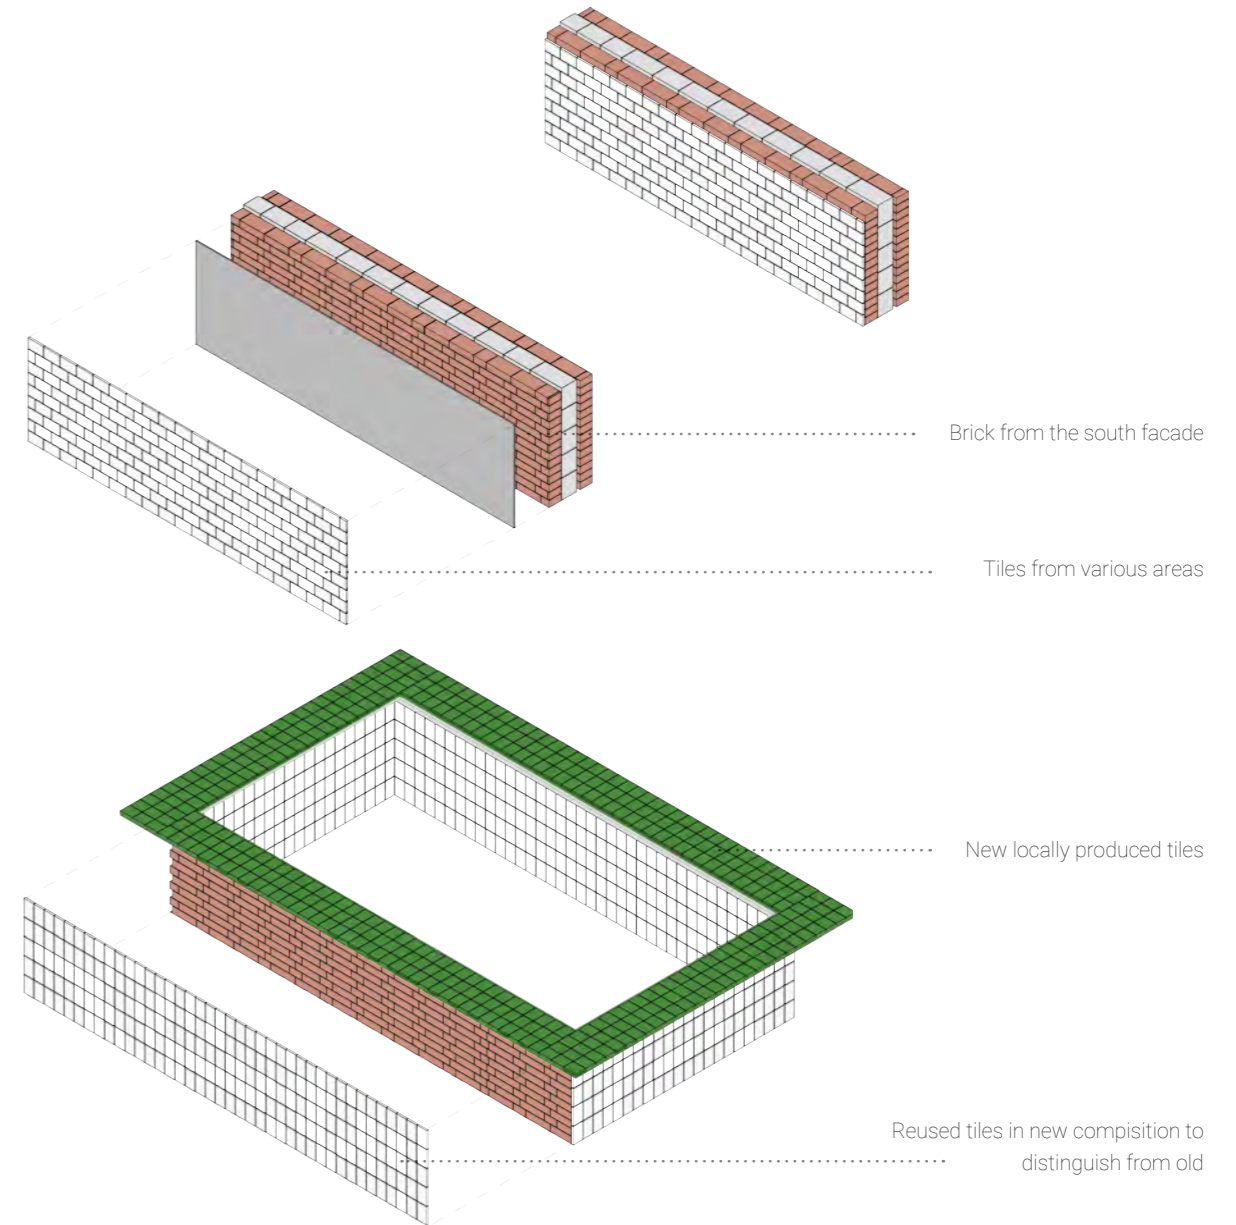 Brick from the south facade
Tiles from various areas
New locally produced tiles
Reused tiles in new compisition to
distinguish from old